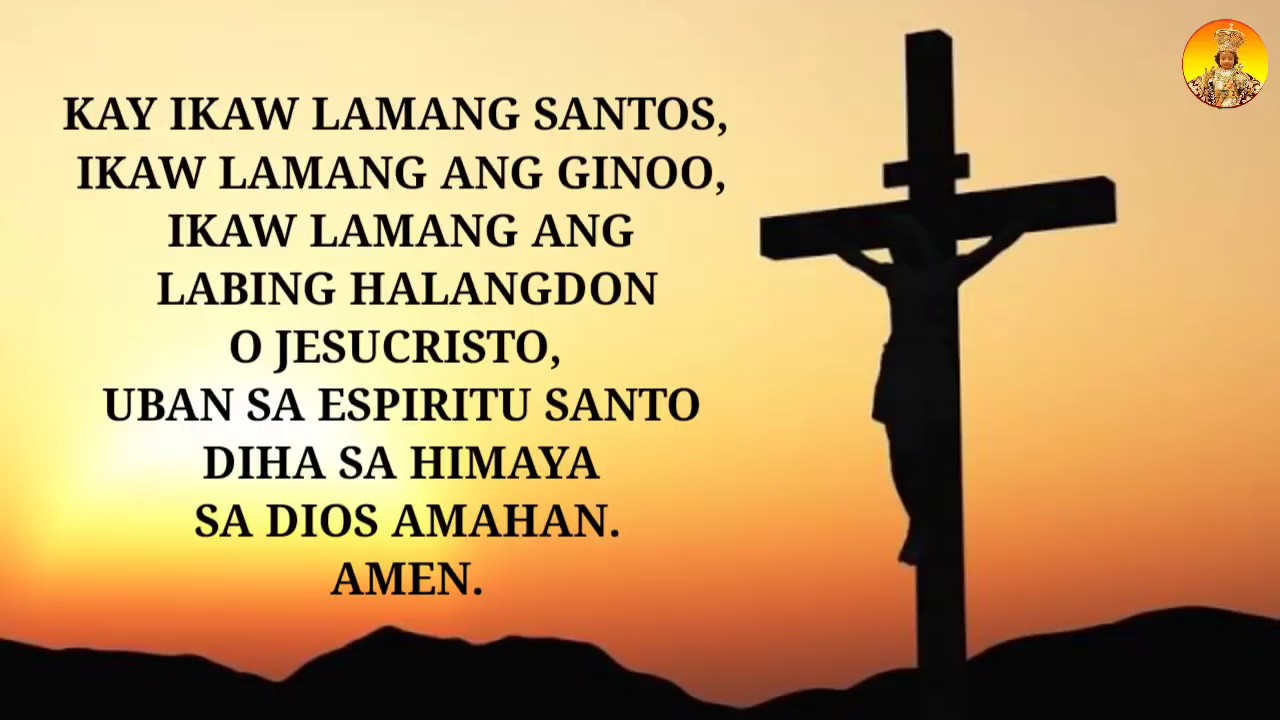 KAY IKAW LAMANG SANTOS,
IKAW LAMANG ANG GINOO,
IKAW LAMANG ANG
LABING HALANGDON
O JESUCRISTO,
UBAN SA ESPIRITU SANTO
DIHA SA HIMAYA
SA DIOS AMAHAN.
AMEN.